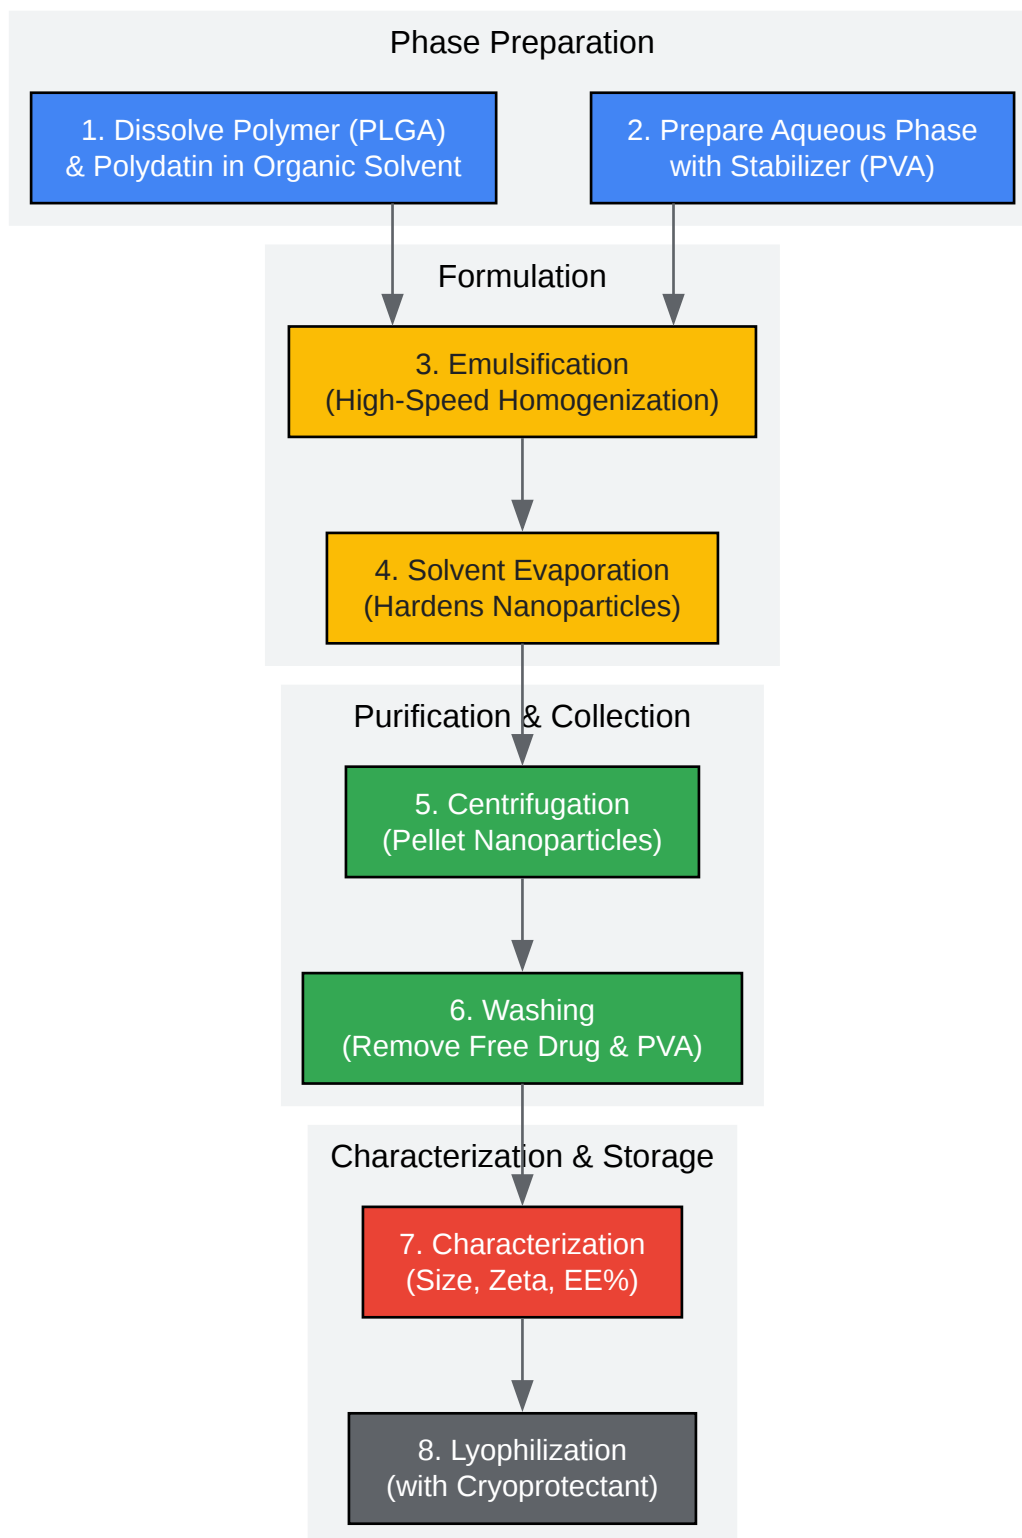 Phase Preparation
1. Dissolve Polymer (PLGA)
& Polydatin in Organic Solvent
2. Prepare Aqueous Phase
with Stabilizer (PVA)
Formulation
3. Emulsification
(High-Speed Homogenization)
4. Solvent Evaporation
(Hardens Nanoparticles)
Purification & Collection
5. Centrifugation
(Pellet Nanoparticles)
6. Washing
(Remove Free Drug & PVA)
Characterization & Storage
7. Characterization
(Size, Zeta, EE%)
8. Lyophilization
(with Cryoprotectant)